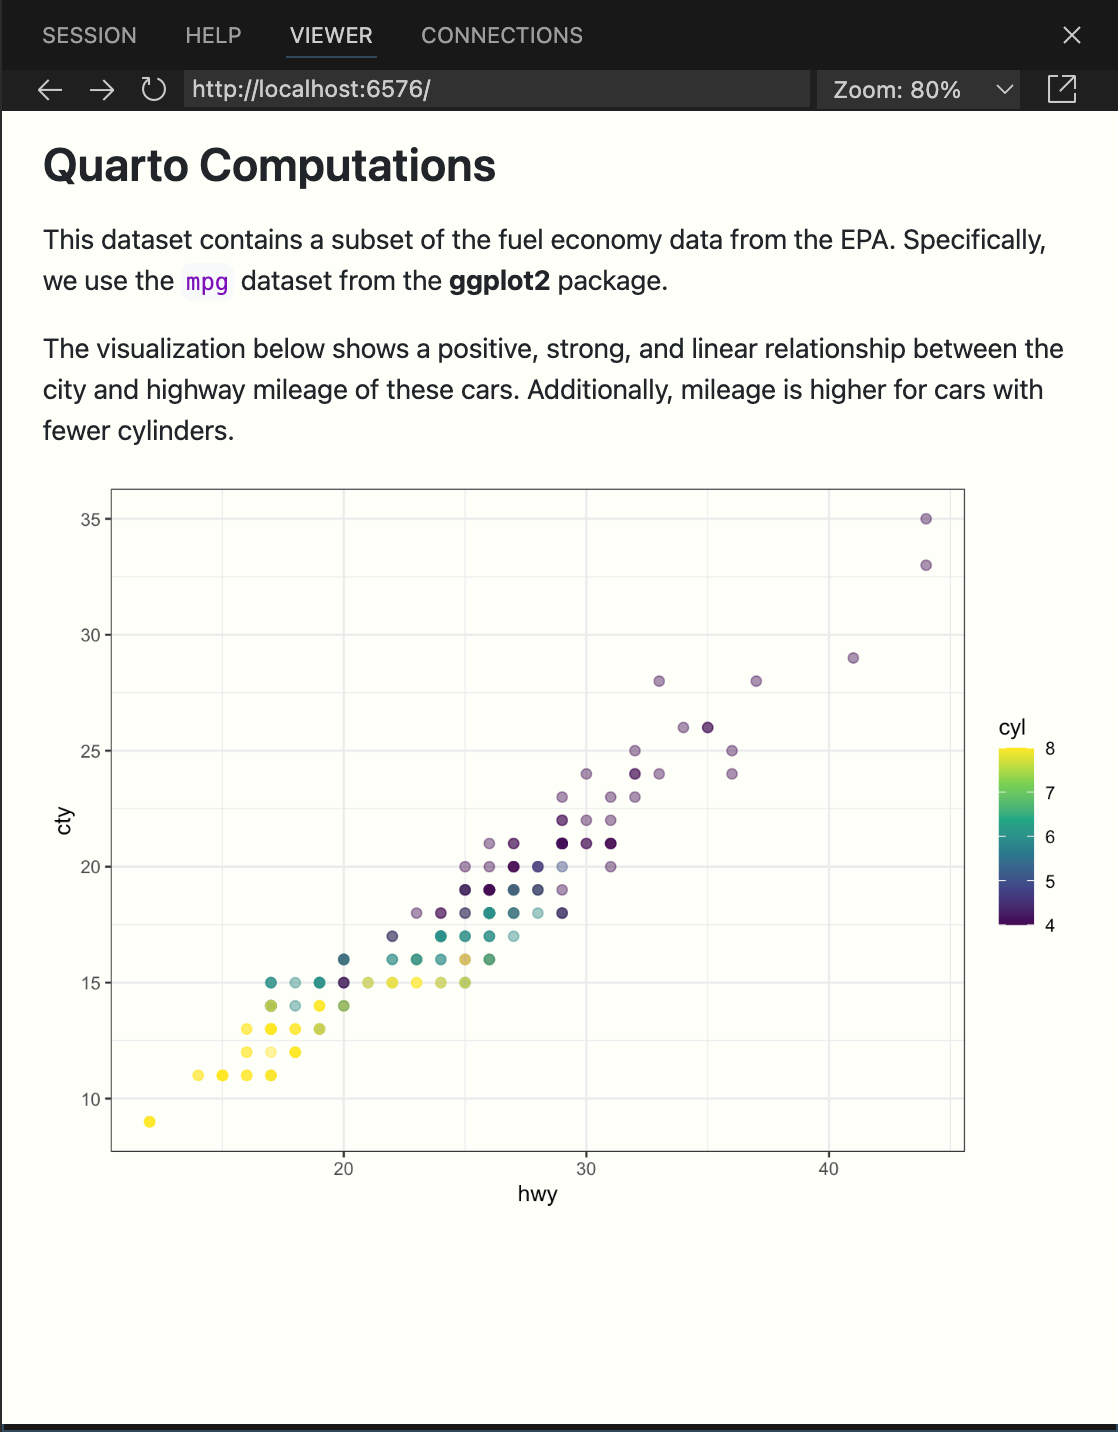 SESSION HELP VIEWER CONNECTIONS
http://localhost:6576/ Zoom: 80%
Quarto Computations
This dataset contains a subset of the fuel economy data from the EPA. Specifically,
we use the mpg dataset from the ggplot2 package.
The visualization below shows a positive, strong, and linear relationship between the
city and highway mileage of these cars. Additionally, mileage is higher for cars with
fewer cylinders.
35
30
25
20
15
10
cty
20 30 40
hwy
cyl
8
7
6
5
4